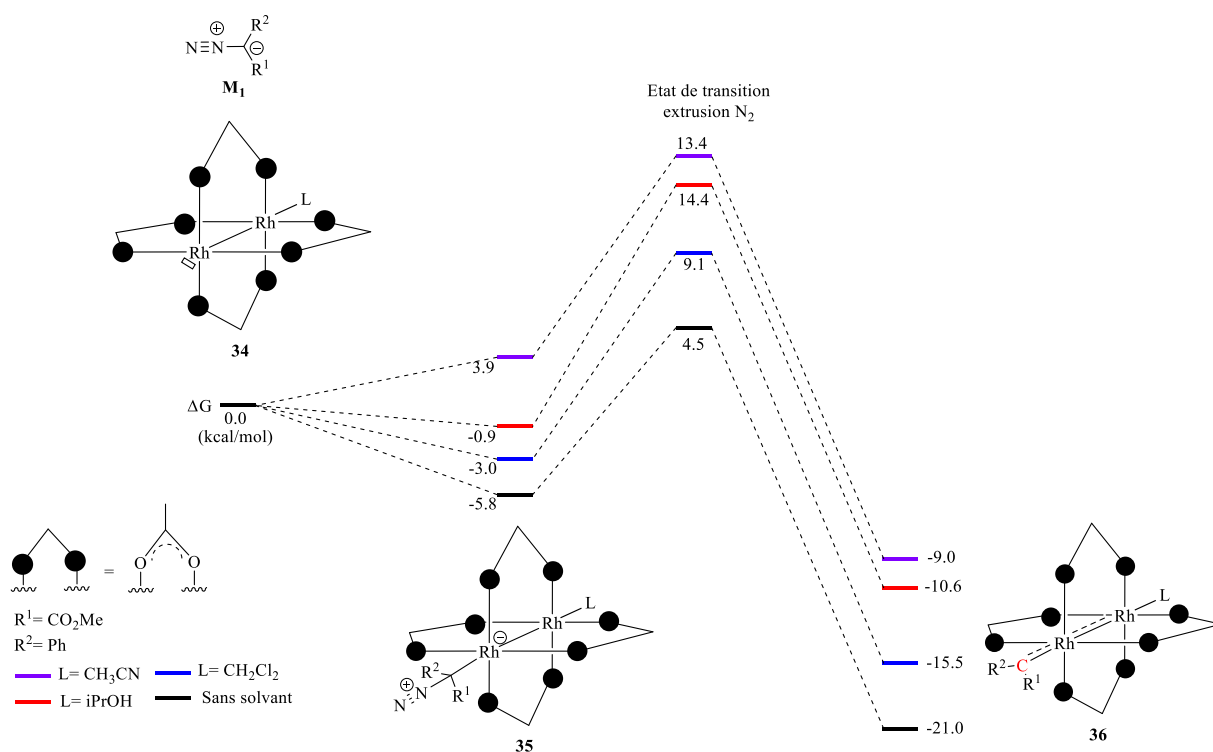 R²
⊕
N≡N
⊖
R¹
M₁
Etat de transition
extrusion N₂
13.4
14.4
9.1
4.5
L
Rh
Rh
34
ΔG
0.0
(kcal/mol)
3.9
-0.9
-3.0
-5.8
-9.0
-10.6
-15.5
-21.0
O O
=
R¹= CO₂Me
R²= Ph
L= CH₃CN
L= CH₂Cl₂
L= iPrOH
Sans solvant
L
Rh
⊖
Rh
R²
⊕
N≡N
R¹
35
L
Rh
Rh
R² C
R¹
36